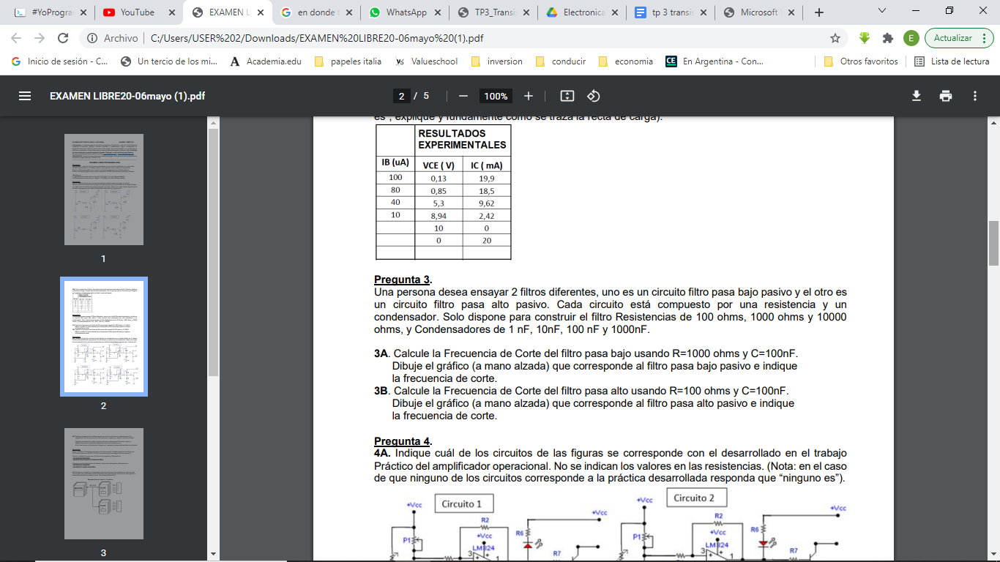 #YoProgra
YouTube
EXAMEN L
en donde
WhatsApp
TP3_Transi
Electronica
tp 3 transis
Microsoft
Archivo
C:/Users/USER%202/Downloads/EXAMEN%20LIBRE20-06mayo%20(1).pdf
E
Actualizar
Inicio de sesión - C...
Un tercio de los mi...
Academia.edu
papeles italia
Valueschool
inversion
conducir
economia
En Argentina - Con...
Otros favoritos
Lista de lectura
EXAMEN LIBRE20-06mayo (1).pdf
2 / 5
100%
1
2
3
es , explique y fundamente como se traza la recta de carga).
RESULTADOS
EXPERIMENTALES
IB (uA) VCE ( V) IC ( mA)
100 0,13 19,9
80 0,85 18,5
40 5,3 9,62
10 8,94 2,42
10 0
0 20
Pregunta 3.
Una persona desea ensayar 2 filtros diferentes, uno es un circuito filtro pasa bajo pasivo y el otro es
un circuito filtro pasa alto pasivo. Cada circuito está compuesto por una resistencia y un
condensador. Solo dispone para construir el filtro Resistencias de 100 ohms, 1000 ohms y 10000
ohms, y Condensadores de 1 nF, 10nF, 100 nF y 1000nF.
3A. Calcule la Frecuencia de Corte del filtro pasa bajo usando R=1000 ohms y C=100nF.
Dibuje el gráfico (a mano alzada) que corresponde al filtro pasa bajo pasivo e indique
la frecuencia de corte.
3B. Calcule la Frecuencia de Corte del filtro pasa alto usando R=100 ohms y C=100nF.
Dibuje el gráfico (a mano alzada) que corresponde al filtro pasa alto pasivo e indique
la frecuencia de corte.
Pregunta 4.
4A. Indique cuál de los circuitos de las figuras se corresponde con el desarrollado en el trabajo
Práctico del amplificador operacional. No se indican los valores en las resistencias. (Nota: en el caso
de que ninguno de los circuitos corresponde a la práctica desarrollada responda que “ninguno es”).
+Vcc
Circuito 1
+Vcc
R2
+Vcc
R6
P1
LM324
3
1
R7
+Vcc
Circuito 2
+Vcc
R2
+Vcc
R6
P1
LM324
3
1
R7